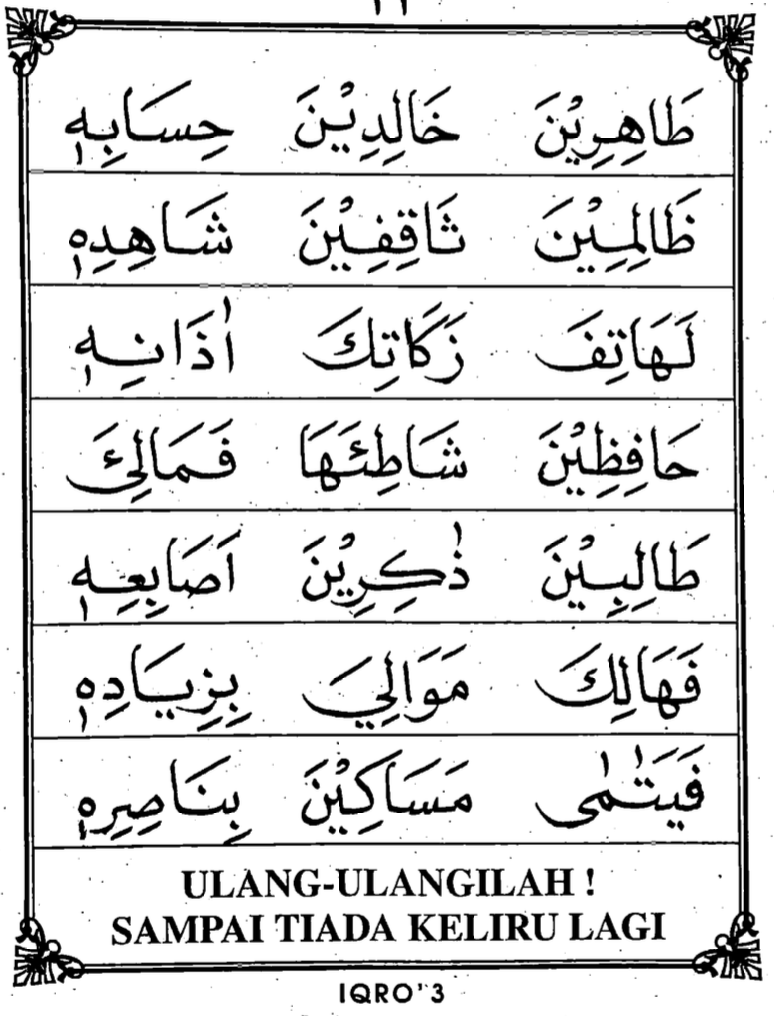 طَاهِرِيْنَ خَالِدِيْنَ حِسَابِهٖ
ظَالِمِيْنَ ثَاقِفِيْنَ شَاهِدِهٖ
لَهَاتِفَ زَكَاتِكَ اٰذَانِهٖ
حَافِظِيْنَ شَاطِئَهَا فَمَالِئَ
طَالِبِيْنَ ذٰكِرِيْنَ اَصَابِعِهٖ
فَهَالِكَ مَوَالِيَ بِزِيَادِهٖ
فَيَتٰمٰى مَسَاكِيْنَ بِنَاصِرِهٖ
ULANG-ULANGILAH !
SAMPAI TIADA KELIRU LAGI
IQRO' 3